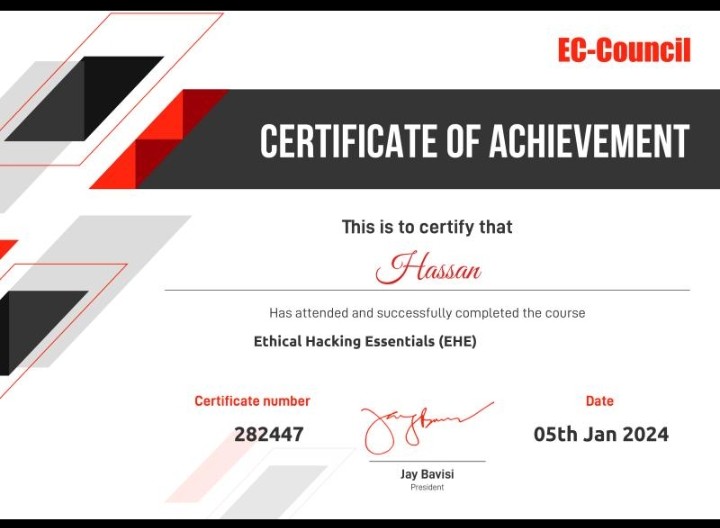 EC-Council
CERTIFICATE OF ACHIEVEMENT
This is to certify that
Hassan
Has attended and successfully completed the course
Ethical Hacking Essentials (EHE)
Certificate number
282447
Jay Bavisi
President
Date
05th Jan 2024